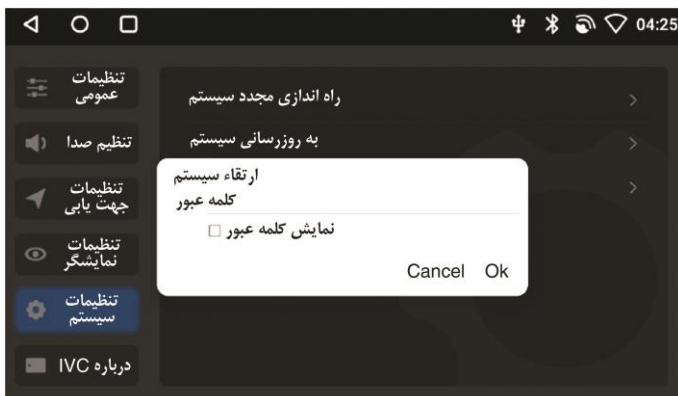 04:25
تنظیمات
عمومی
تنظیم صدا
تنظیمات
جهت یابی
تنظیمات
نمایشگر
تنظیمات
سیستم
درباره IVC
راه اندازی مجدد سیستم
به روزرسانی سیستم
ارتقاء سیستم
کلمه عبور
نمایش کلمه عبور
Cancel Ok